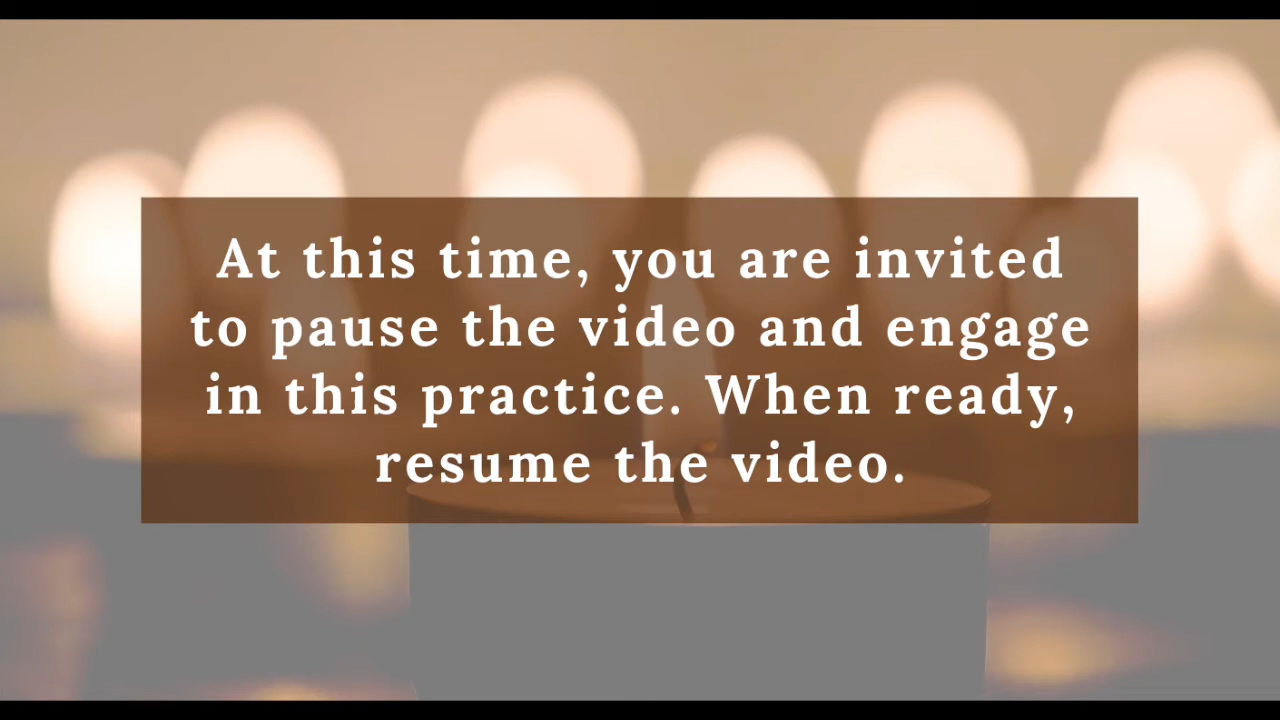 At this time, you are invited
to pause the video and engage
in this practice. When ready,
resume the video.